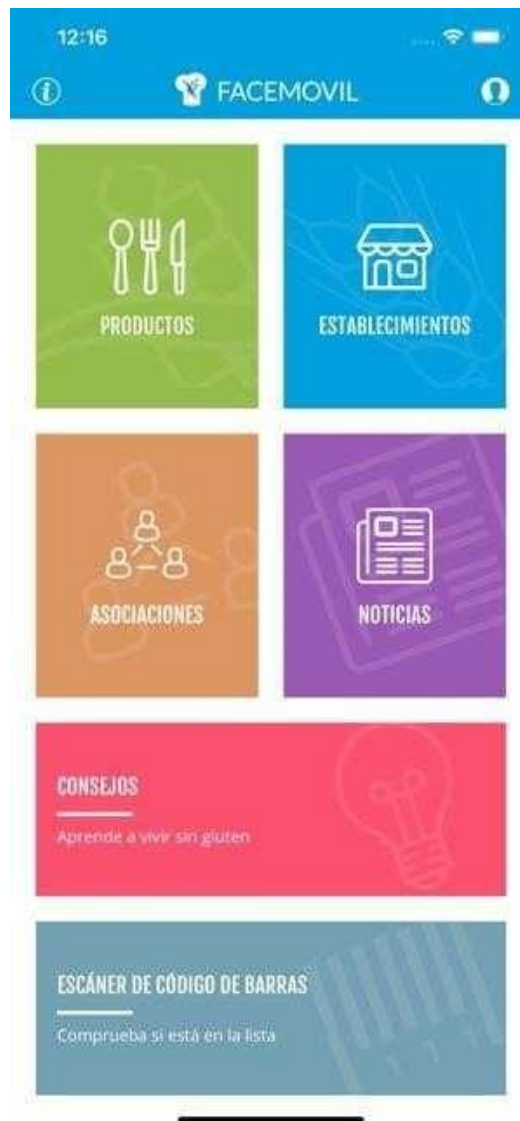 12:16
FACEMOVIL
PRODUCTOS
ESTABLECIMIENTOS
ASOCIACIONES
NOTICIAS
CONSEJOS
Aprende a vivir sin gluten
ESCÁNER DE CÓDIGO DE BARRAS
Comprueba si está en la lista